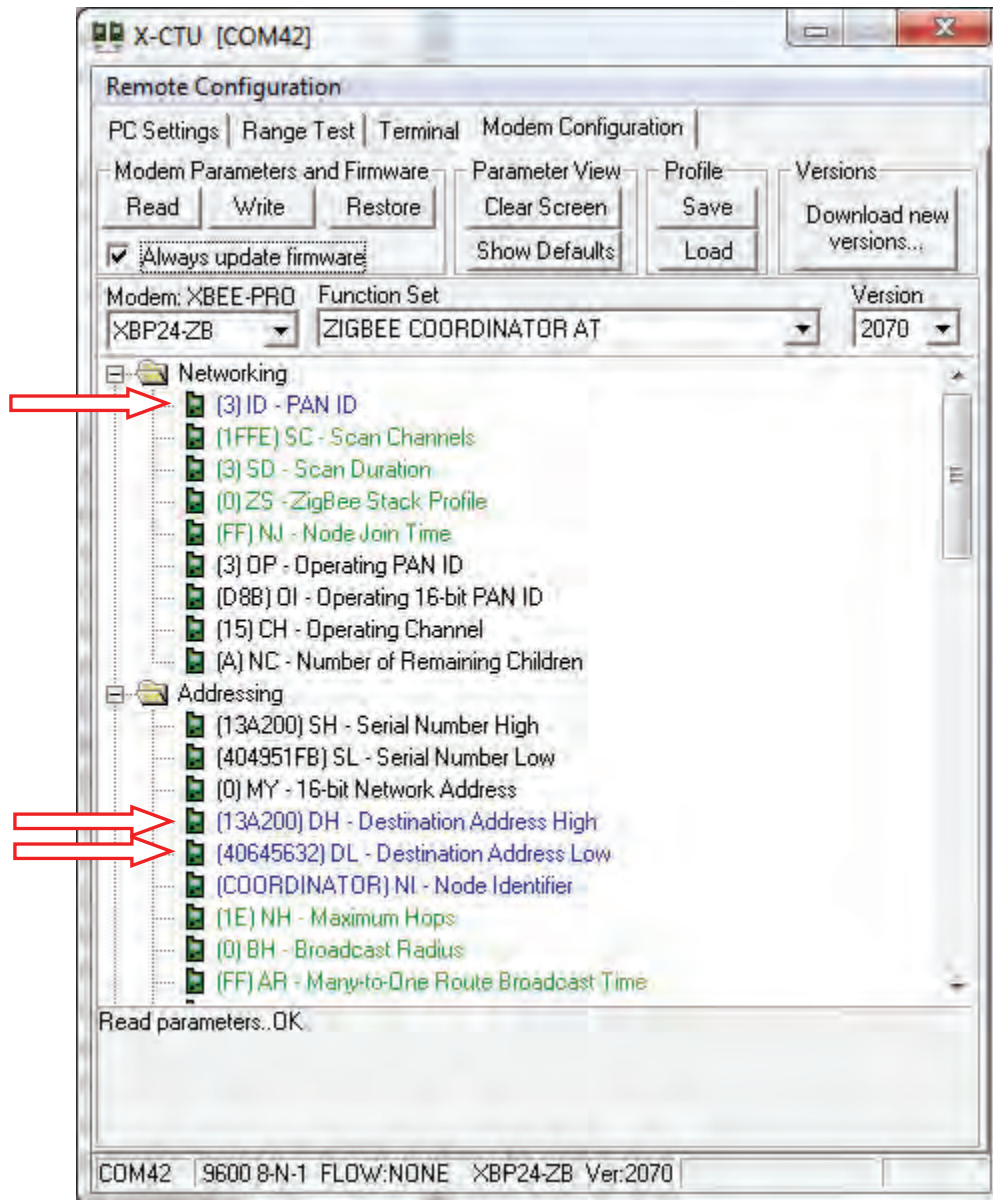 X-CTU [COM42]
Remote Configuration
PC Settings Range Test Terminal Modem Configuration
Modem Parameters and Firmware Parameter View Profile Versions
Read Write Restore Clear Screen Save Download new versions...
Always update firmware Show Defaults Load
Modem: XBEE-PRO Function Set Version
XBP24-ZB ZIGBEE COORDINATOR AT 2070
Networking
(3) ID - PAN ID
(1FFE) SC - Scan Channels
(3) SD - Scan Duration
(0) ZS - ZigBee Stack Profile
(FF) NJ - Node Join Time
(3) OP - Operating PAN ID
(D8B) OI - Operating 16-bit PAN ID
(15) CH - Operating Channel
(A) NC - Number of Remaining Children
Addressing
(13A200) SH - Serial Number High
(404951FB) SL - Serial Number Low
(0) MY - 16-bit Network Address
(13A200) DH - Destination Address High
(40645632) DL - Destination Address Low
(COORDINATOR) NI - Node Identifier
(1E) NH - Maximum Hops
(0) BH - Broadcast Radius
(FF) AR - Many-to-One Route Broadcast Time
Read parameters..OK
COM42 9600 8-N-1 FLOW:NONE XBP24-ZB Ver:2070